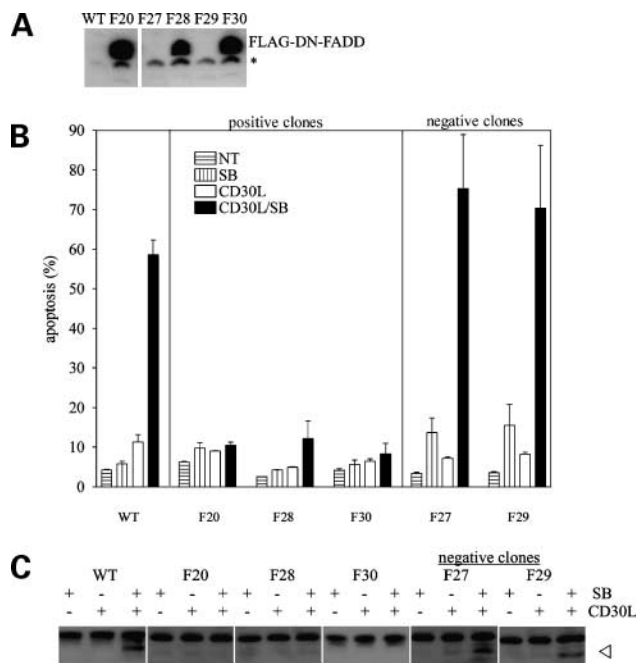 A
WT F20 F27 F28 F29 F30
FLAG-DN-FADD
*
B
positive clones negative clones
90
80
70
60
50
40
30
20
10
0
apoptosis (%)
NT
SB
CD30L
CD30L/SB
WT F20 F28 F30 F27 F29
C
negative clones
WT F20 F28 F30 F27 F29
+ - + + - + + - + + - + + - + + - + SB
- + + - + + - + + - + + - + + - + + CD30L